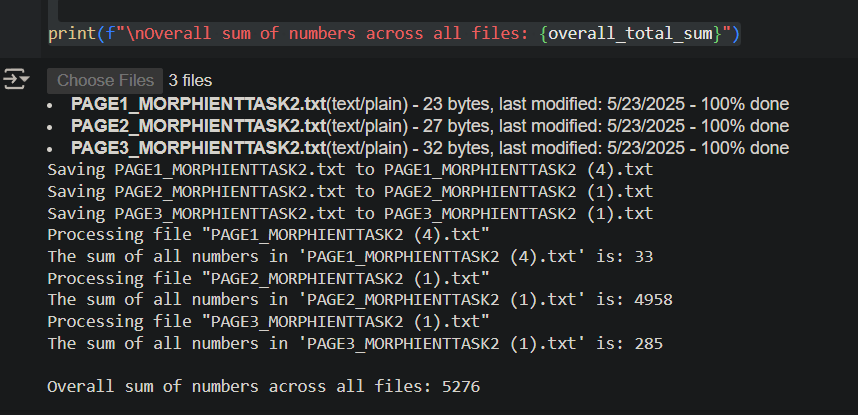 print(f"\nOverall sum of numbers across all files: {overall_total_sum}")
Choose Files 3 files
• PAGE1_MORPHIENTTASK2.txt(text/plain) - 23 bytes, last modified: 5/23/2025 - 100% done
• PAGE2_MORPHIENTTASK2.txt(text/plain) - 27 bytes, last modified: 5/23/2025 - 100% done
• PAGE3_MORPHIENTTASK2.txt(text/plain) - 32 bytes, last modified: 5/23/2025 - 100% done
Saving PAGE1_MORPHIENTTASK2.txt to PAGE1_MORPHIENTTASK2 (4).txt
Saving PAGE2_MORPHIENTTASK2.txt to PAGE2_MORPHIENTTASK2 (1).txt
Saving PAGE3_MORPHIENTTASK2.txt to PAGE3_MORPHIENTTASK2 (1).txt
Processing file "PAGE1_MORPHIENTTASK2 (4).txt"
The sum of all numbers in 'PAGE1_MORPHIENTTASK2 (4).txt' is: 33
Processing file "PAGE2_MORPHIENTTASK2 (1).txt"
The sum of all numbers in 'PAGE2_MORPHIENTTASK2 (1).txt' is: 4958
Processing file "PAGE3_MORPHIENTTASK2 (1).txt"
The sum of all numbers in 'PAGE3_MORPHIENTTASK2 (1).txt' is: 285
Overall sum of numbers across all files: 5276